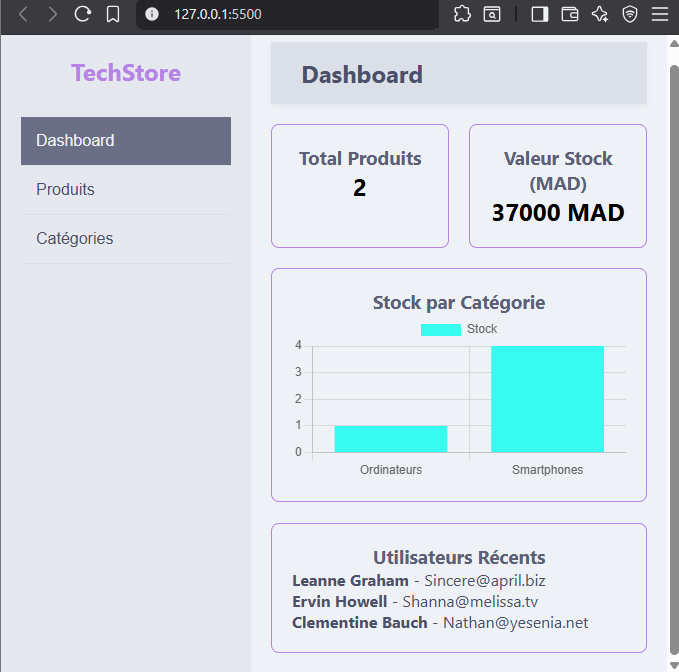 127.0.0.1:5500
TechStore
Dashboard
Produits
Catégories
Dashboard
Total Produits
2
Valeur Stock
(MAD)
37000 MAD
Stock par Catégorie
Stock
4
3
2
1
0
Ordinateurs
Smartphones
Utilisateurs Récents
Leanne Graham - Sincere@april.biz
Ervin Howell - Shanna@melissa.tv
Clementine Bauch - Nathan@yesenia.net